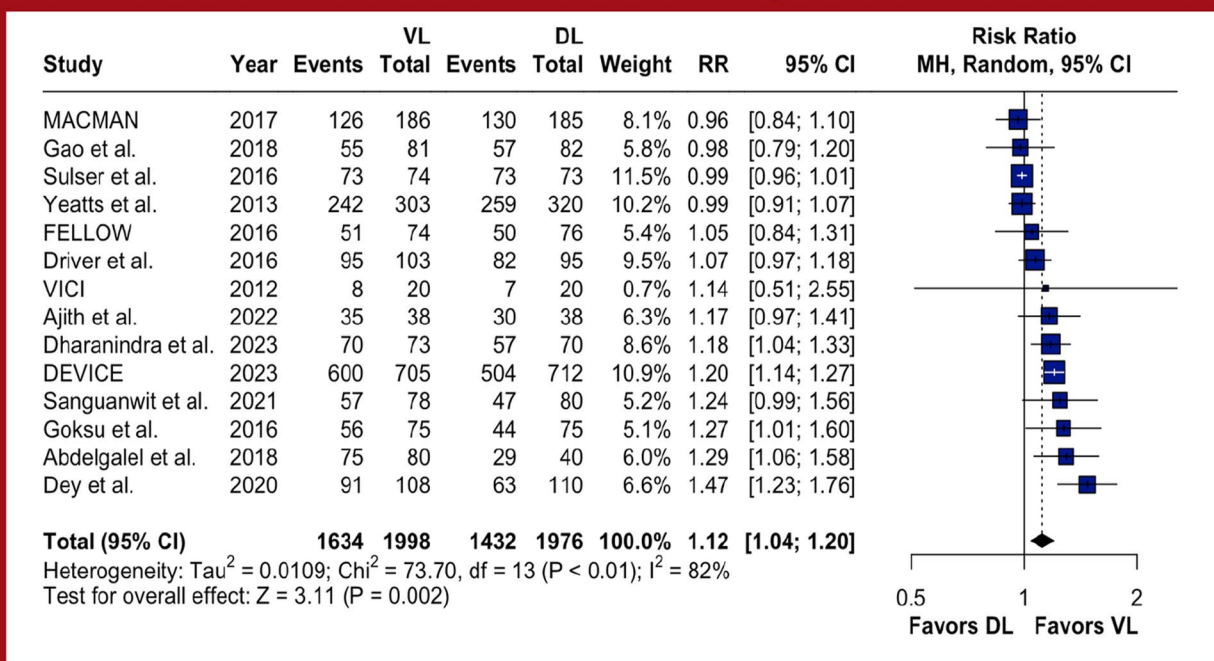 VL DL Risk Ratio
Study Year Events Total Events Total Weight RR 95% CI MH, Random, 95% CI
MACMAN 2017 126 186 130 185 8.1% 0.96 [0.84; 1.10]
Gao et al. 2018 55 81 57 82 5.8% 0.98 [0.79; 1.20]
Sulser et al. 2016 73 74 73 73 11.5% 0.99 [0.96; 1.01]
Yeatts et al. 2013 242 303 259 320 10.2% 0.99 [0.91; 1.07]
FELLOW 2016 51 74 50 76 5.4% 1.05 [0.84; 1.31]
Driver et al. 2016 95 103 82 95 9.5% 1.07 [0.97; 1.18]
VICI 2012 8 20 7 20 0.7% 1.14 [0.51; 2.55]
Ajith et al. 2022 35 38 30 38 6.3% 1.17 [0.97; 1.41]
Dharanindra et al. 2023 70 73 57 70 8.6% 1.18 [1.04; 1.33]
DEVICE 2023 600 705 504 712 10.9% 1.20 [1.14; 1.27]
Sanguanwit et al. 2021 57 78 47 80 5.2% 1.24 [0.99; 1.56]
Goksu et al. 2016 56 75 44 75 5.1% 1.27 [1.01; 1.60]
Abdelgalel et al. 2018 75 80 29 40 6.0% 1.29 [1.06; 1.58]
Dey et al. 2020 91 108 63 110 6.6% 1.47 [1.23; 1.76]
Total (95% CI) 1634 1998 1432 1976 100.0% 1.12 [1.04; 1.20]
Heterogeneity: Tau² = 0.0109; Chi² = 73.70, df = 13 (P < 0.01); I² = 82%
Test for overall effect: Z = 3.11 (P = 0.002)
0.5 1 2
Favors DL Favors VL